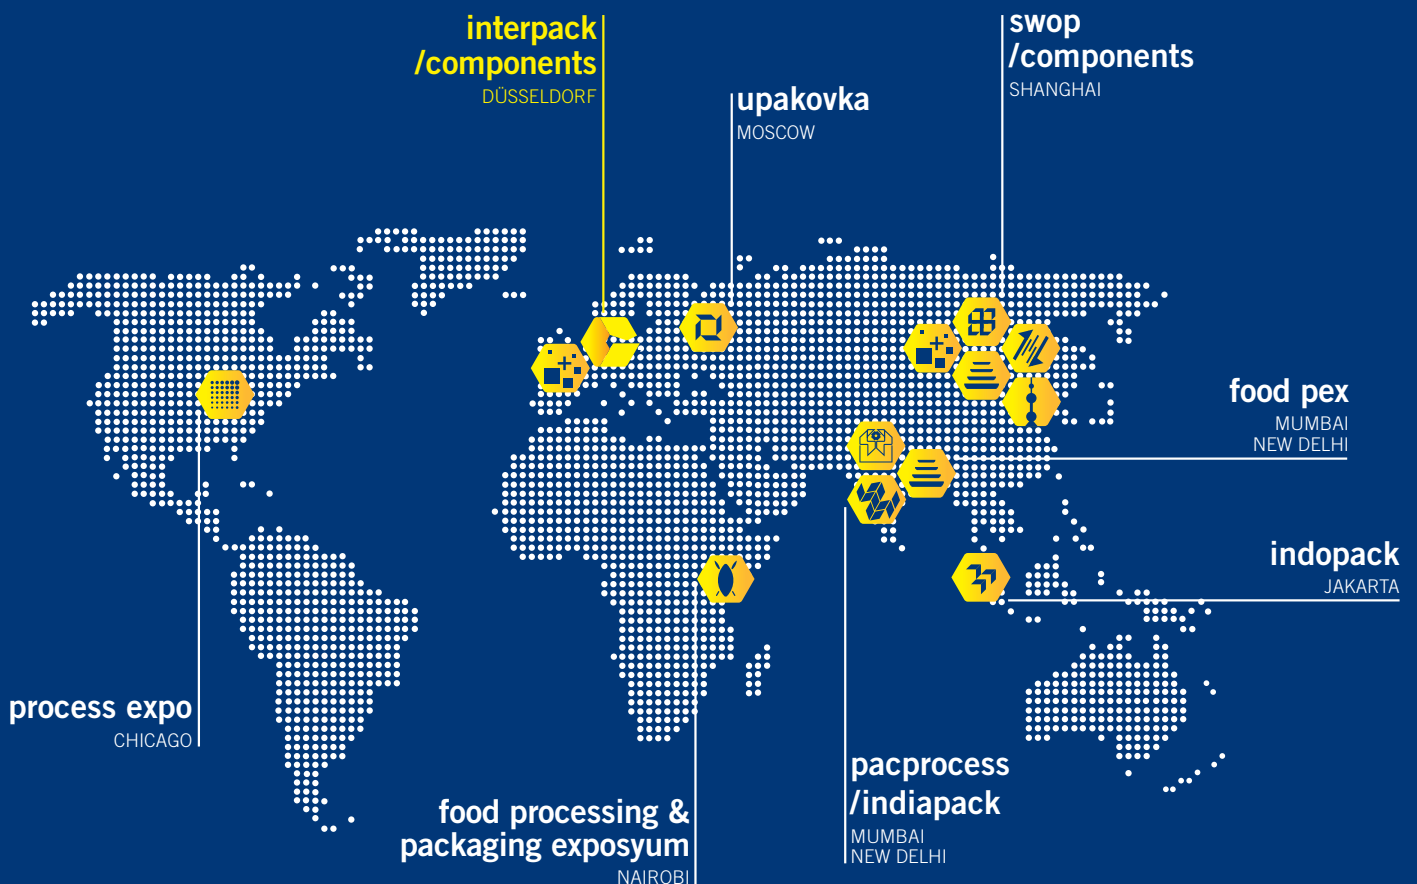 interpack
/components
DÜSSELDORF
upakovka
MOSCOW
swop
/components
SHANGHAI
food pex
MUMBAI
NEW DELHI
indopack
JAKARTA
process expo
CHICAGO
pacprocess
/indiapack
MUMBAI
NEW DELHI
food processing &
packaging exposyum
NAIROBI